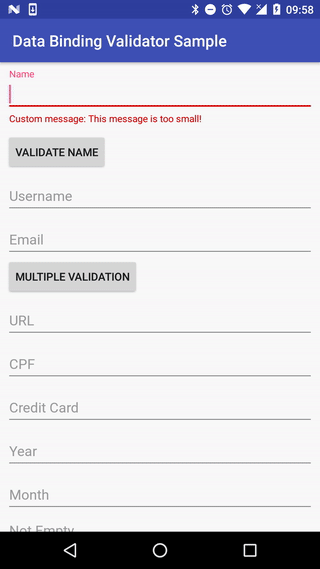 09:58
Data Binding Validator Sample
Name
Custom message: This message is too small!
VALIDATE NAME
Username
Email
MULTIPLE VALIDATION
URL
CPF
Credit Card
Year
Month
Not Empty